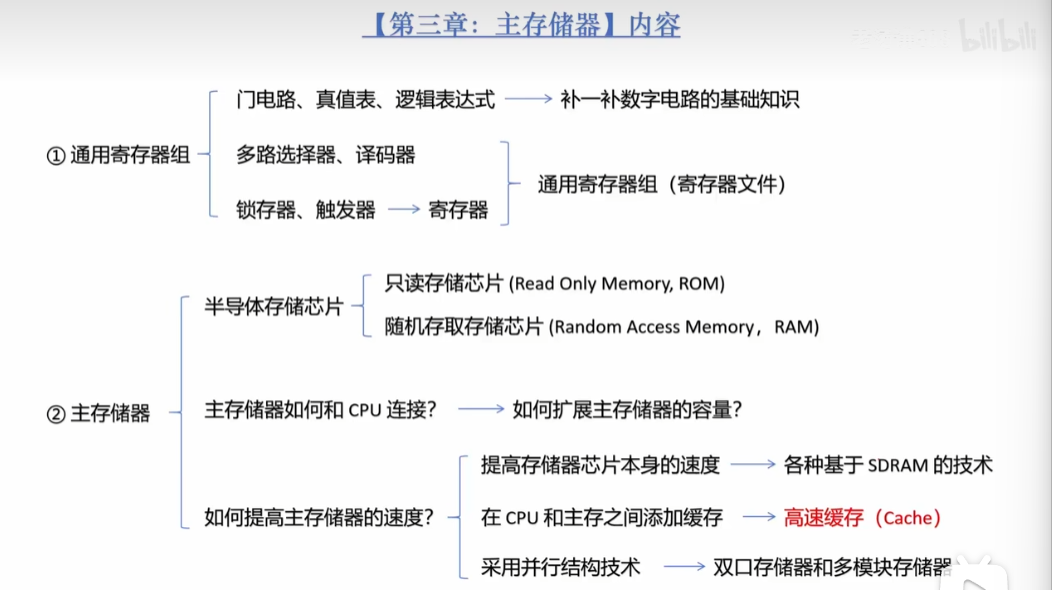 【第三章：主存储器】内容
bilibili
门电路、真值表、逻辑表达式 → 补一补数字电路的基础知识
① 通用寄存器组
多路选择器、译码器
通用寄存器组（寄存器文件）
锁存器、触发器 → 寄存器
只读存储芯片 (Read Only Memory, ROM)
半导体存储芯片
随机存取存储芯片 (Random Access Memory，RAM)
② 主存储器
主存储器如何和 CPU 连接？ → 如何扩展主存储器的容量？
提高存储器芯片本身的速度 → 各种基于 SDRAM 的技术
如何提高主存储器的速度？
在 CPU 和主存之间添加缓存 → 高速缓存（Cache）
采用并行结构技术 → 双口存储器和多模块存储器